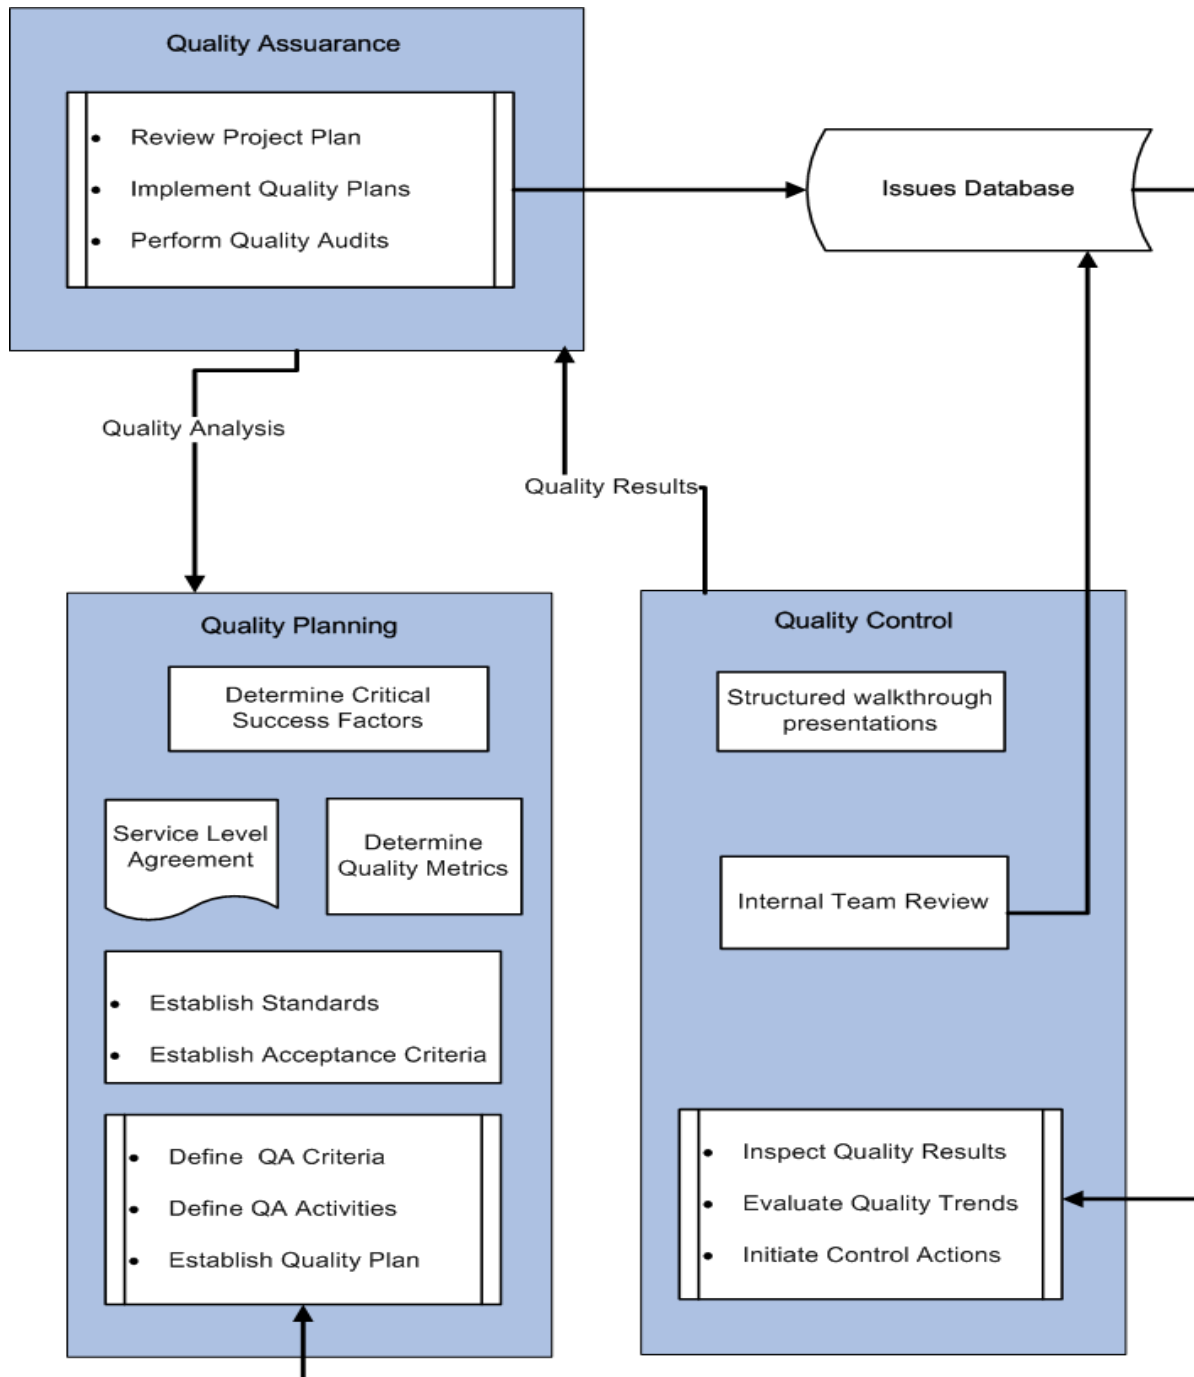 Quality Assuarance
• Review Project Plan
• Implement Quality Plans
• Perform Quality Audits
Issues Database
Quality Analysis
Quality Results
Quality Planning
Determine Critical
Success Factors
Service Level
Agreement
Determine
Quality Metrics
• Establish Standards
• Establish Acceptance Criteria
• Define QA Criteria
• Define QA Activities
• Establish Quality Plan
Quality Control
Structured walkthrough
presentations
Internal Team Review
• Inspect Quality Results
• Evaluate Quality Trends
• Initiate Control Actions